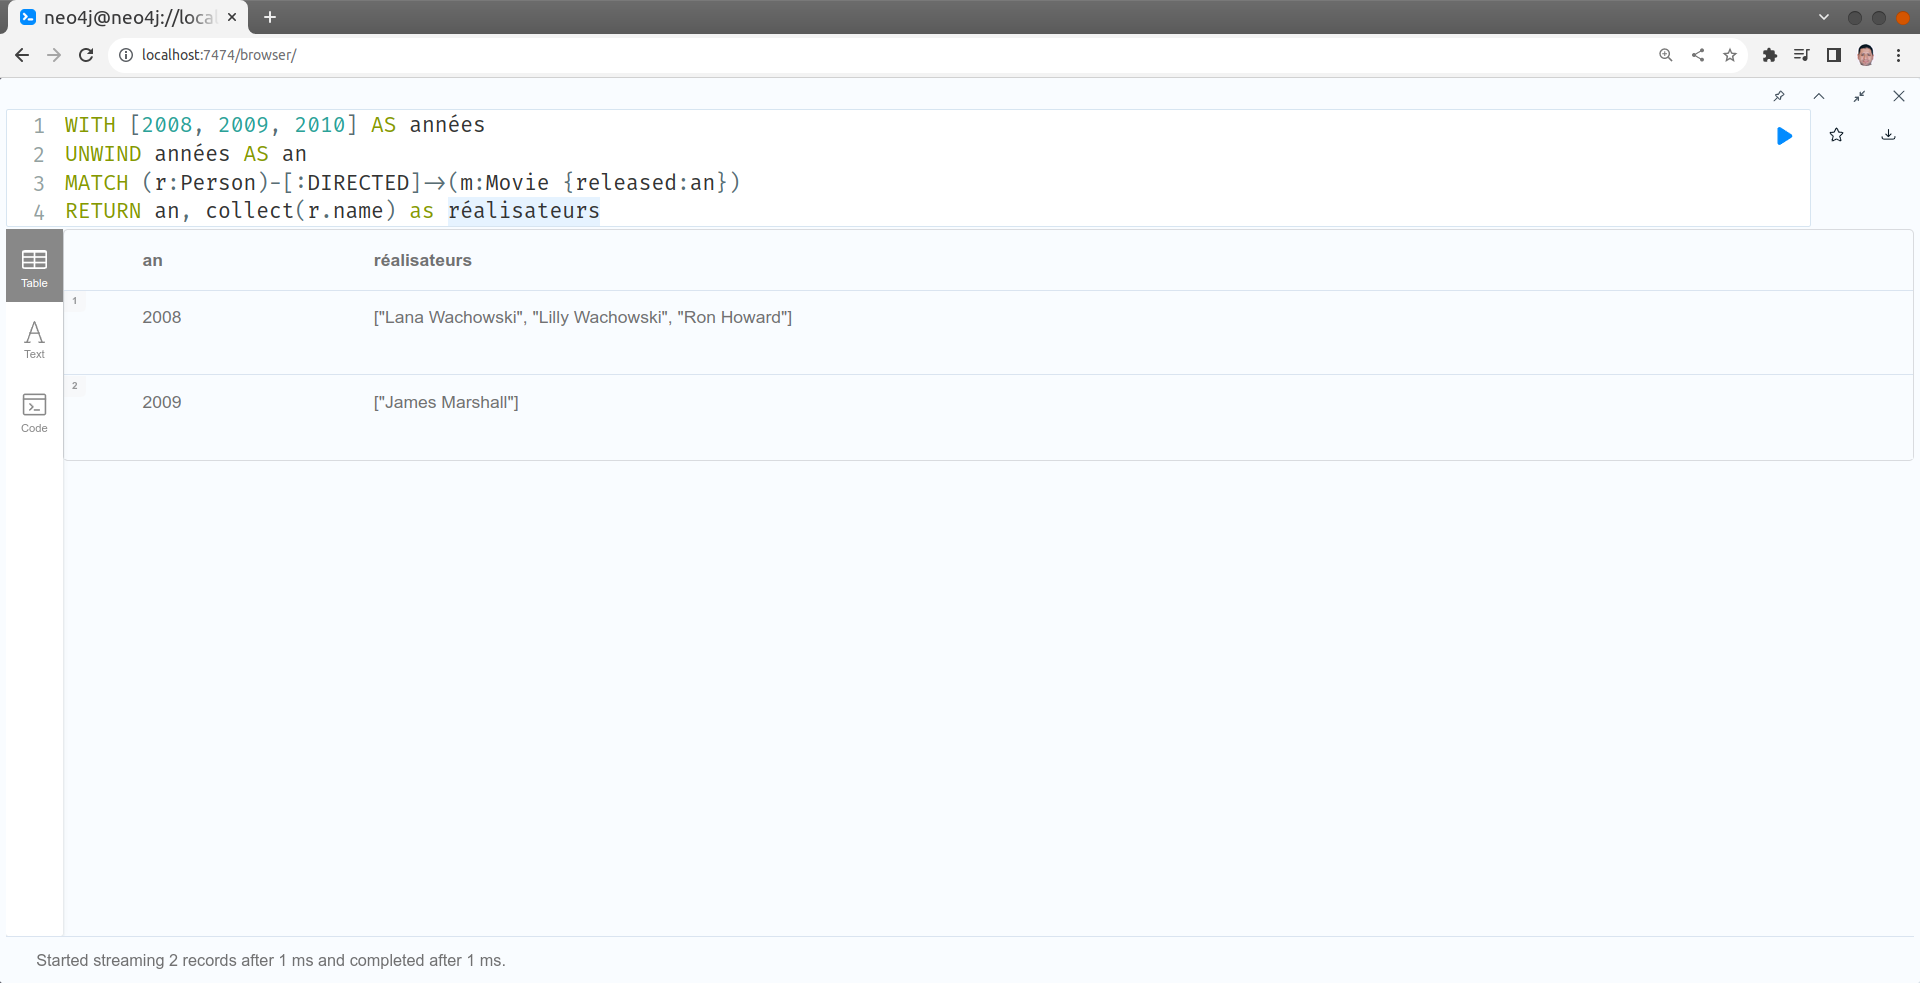 neo4j@neo4j://local
localhost:7474/browser/
1 WITH [2008, 2009, 2010] AS années
2 UNWIND années AS an
3 MATCH (r:Person)-[:DIRECTED]->(m:Movie {released:an})
4 RETURN an, collect(r.name) as réalisateurs
Table
Text
Code
an réalisateurs
1
2008 ["Lana Wachowski", "Lilly Wachowski", "Ron Howard"]
2
2009 ["James Marshall"]
Started streaming 2 records after 1 ms and completed after 1 ms.